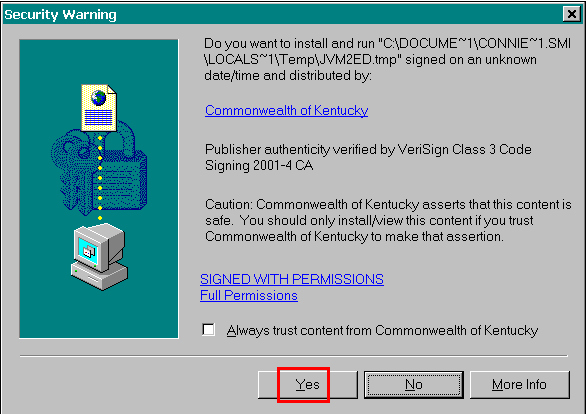 Security Warning
Do you want to install and run "C:\DOCUME~1\CONNIE~1.SMI
\LOCALS~1\Temp\JVM2ED.tmp" signed on an unknown
date/time and distributed by:
Commonwealth of Kentucky
Publisher authenticity verified by VeriSign Class 3 Code
Signing 2001-4 CA
Caution: Commonwealth of Kentucky asserts that this content is
safe. You should only install/view this content if you trust
Commonwealth of Kentucky to make that assertion.
SIGNED WITH PERMISSIONS
Full Permissions
Always trust content from Commonwealth of Kentucky
Yes No More Info